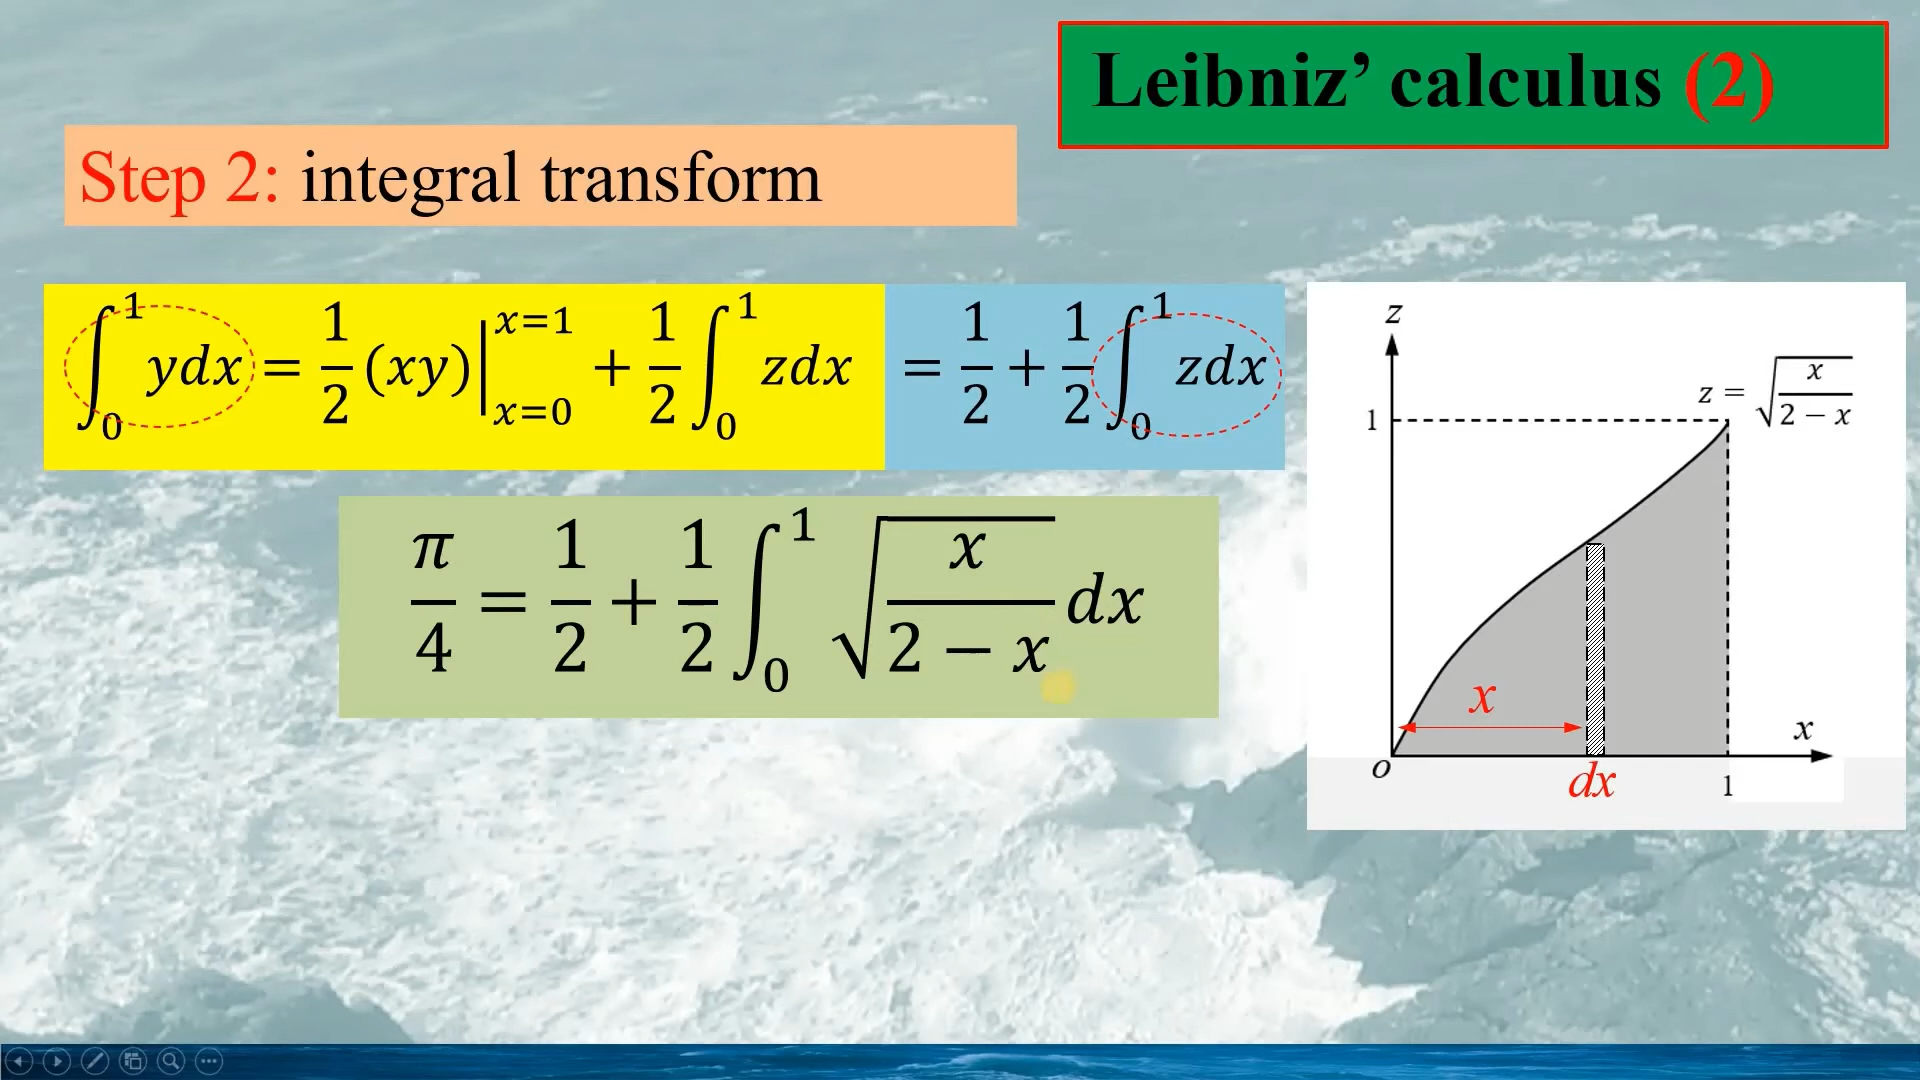 Leibniz’ calculus (2)
Step 2: integral transform
∫₀¹ ydx = 1/2 (xy)|ₓ₌₀ˣ⁼¹ + 1/2 ∫₀¹ zdx = 1/2 + 1/2 ∫₀¹ zdx
π/4 = 1/2 + 1/2 ∫₀¹ √(x/(2 − x)) dx
z
z = √(x/(2 − x))
1
x
x
o
dx
1